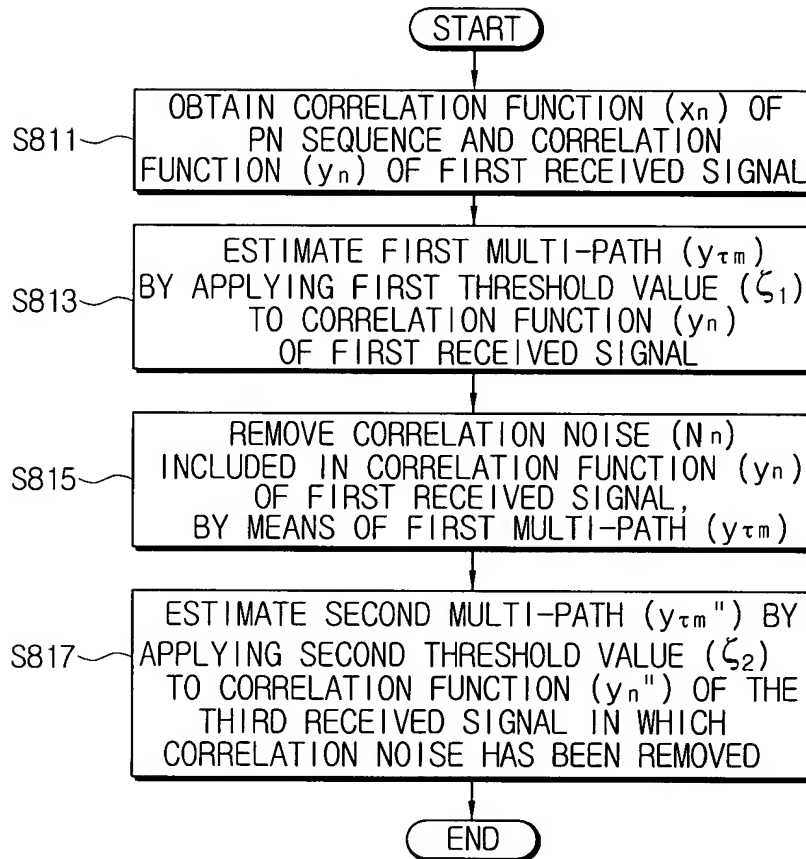 START
S811
OBTAIN CORRELATION FUNCTION (xn) OF
PN SEQUENCE AND CORRELATION
FUNCTION (yn) OF FIRST RECEIVED SIGNAL
S813
ESTIMATE FIRST MULTI-PATH (yτm)
BY APPLYING FIRST THRESHOLD VALUE (ζ1)
TO CORRELATION FUNCTION (yn)
OF FIRST RECEIVED SIGNAL
S815
REMOVE CORRELATION NOISE (Nn)
INCLUDED IN CORRELATION FUNCTION (yn)
OF FIRST RECEIVED SIGNAL,
BY MEANS OF FIRST MULTI-PATH (yτm)
S817
ESTIMATE SECOND MULTI-PATH (yτm") BY
APPLYING SECOND THRESHOLD VALUE (ζ2)
TO CORRELATION FUNCTION (yn") OF THE
THIRD RECEIVED SIGNAL IN WHICH
CORRELATION NOISE HAS BEEN REMOVED
END